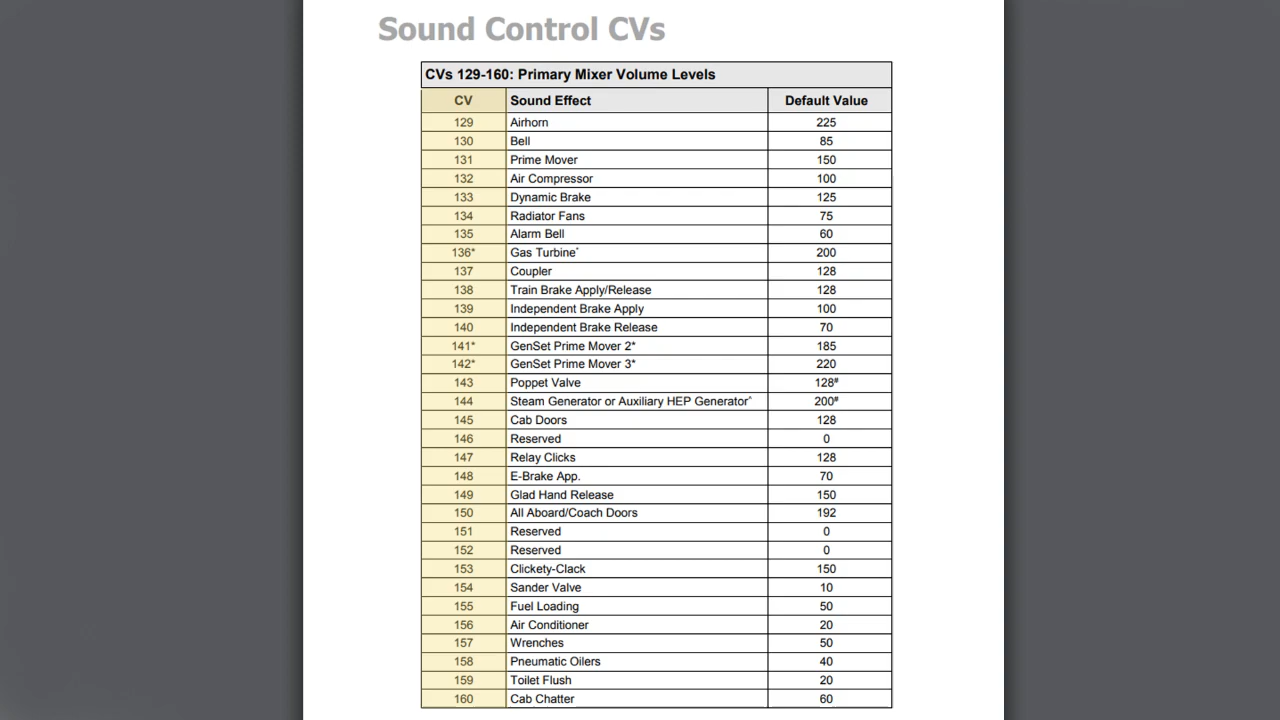 Sound Control CVs
CVs 129-160: Primary Mixer Volume Levels
CV Sound Effect Default Value
129 Airhorn 225
130 Bell 85
131 Prime Mover 150
132 Air Compressor 100
133 Dynamic Brake 125
134 Radiator Fans 75
135 Alarm Bell 60
136* Gas Turbine* 200
137 Coupler 128
138 Train Brake Apply/Release 128
139 Independent Brake Apply 100
140 Independent Brake Release 70
141* GenSet Prime Mover 2* 185
142* GenSet Prime Mover 3* 220
143 Poppet Valve 128#
144 Steam Generator or Auxiliary HEP Generator^ 200#
145 Cab Doors 128
146 Reserved 0
147 Relay Clicks 128
148 E-Brake App. 70
149 Glad Hand Release 150
150 All Aboard/Coach Doors 192
151 Reserved 0
152 Reserved 0
153 Clickety-Clack 150
154 Sander Valve 10
155 Fuel Loading 50
156 Air Conditioner 20
157 Wrenches 50
158 Pneumatic Oilers 40
159 Toilet Flush 20
160 Cab Chatter 60